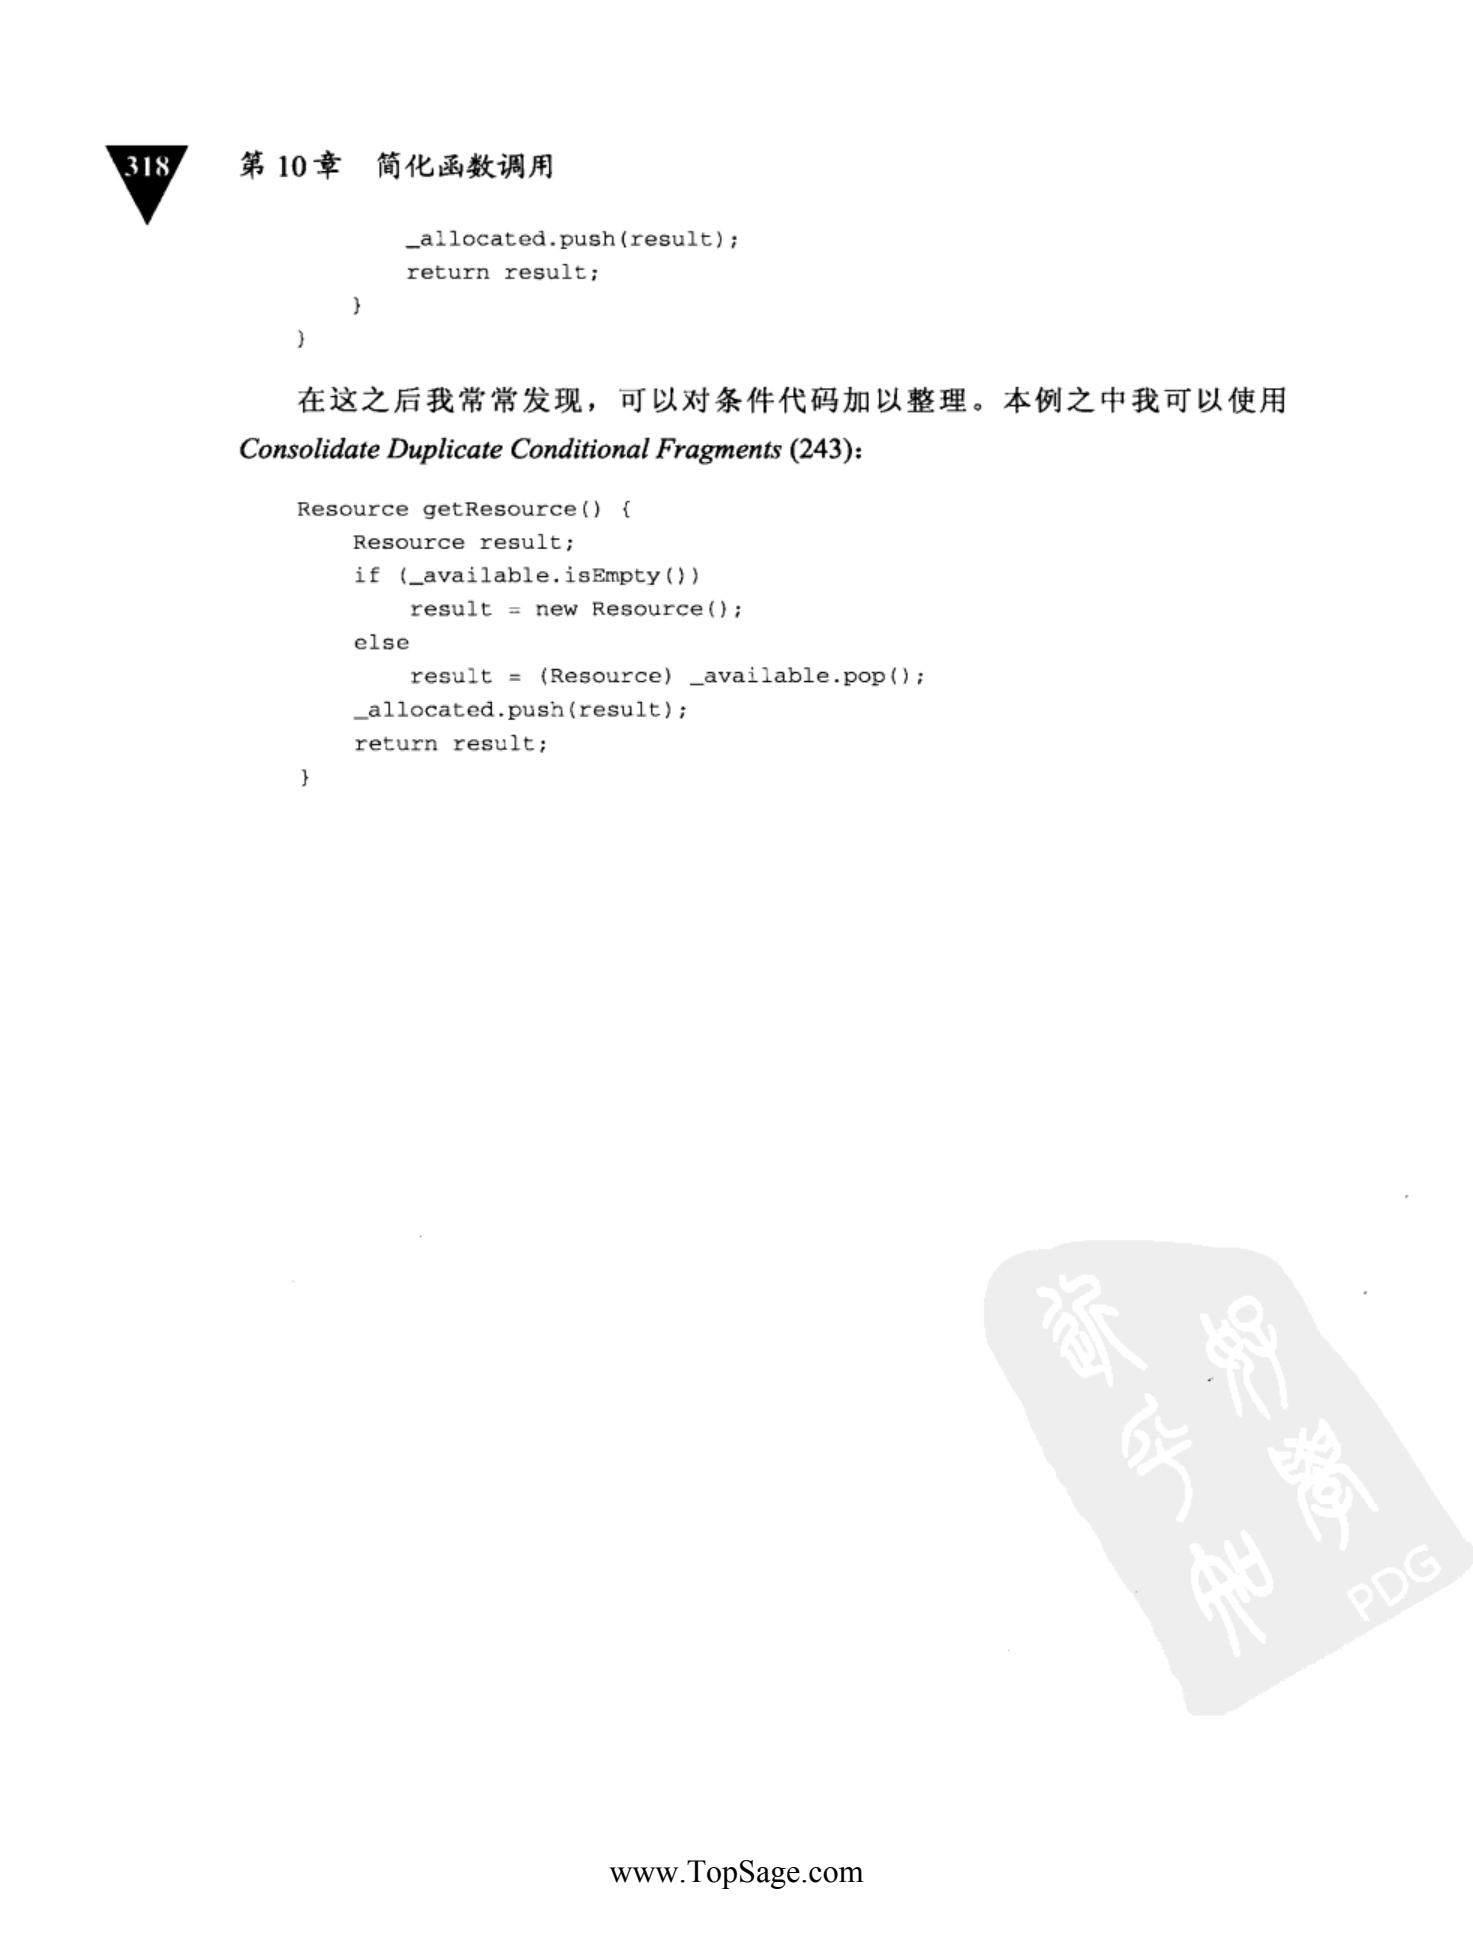 318
第 10 章 简化函数调用
_allocated.push(result);
return result;
}
}
在这之后我常常发现，可以对条件代码加以整理。本例之中我可以使用
Consolidate Duplicate Conditional Fragments (243)：
Resource getResource() {
Resource result;
if (_available.isEmpty())
result = new Resource();
else
result = (Resource) _available.pop();
_allocated.push(result);
return result;
}
PDG
www.TopSage.com